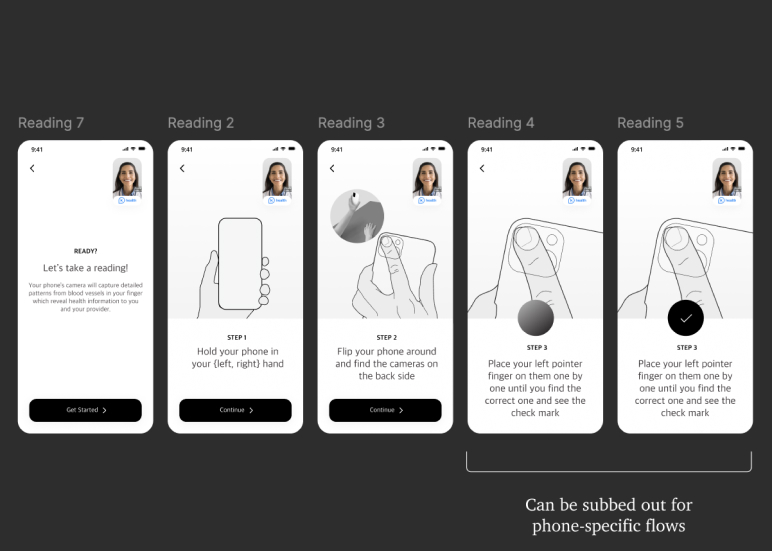 Reading 7
9:41
health
READY?
Let's take a reading!
Your phone's camera will capture detailed
patterns from blood vessels in your finger
which reveal health information to you
and your provider.
Get Started
Reading 2
9:41
health
STEP 1
Hold your phone in
your {left, right} hand
Continue
Reading 3
9:41
health
STEP 2
Flip your phone around
and find the cameras on
the back side
Continue
Reading 4
9:41
health
STEP 3
Place your left pointer
finger on them one by
one until you find the
correct one and see the
check mark
Reading 5
9:41
health
STEP 3
Place your left pointer
finger on them one by
one until you find the
correct one and see the
check mark
Can be subbed out for
phone-specific flows